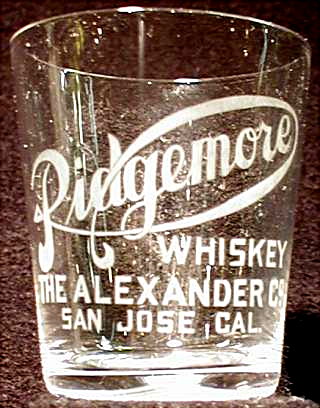 Ridgemore
WHISKEY
THE ALEXANDER CO
SAN JOSE, CAL.